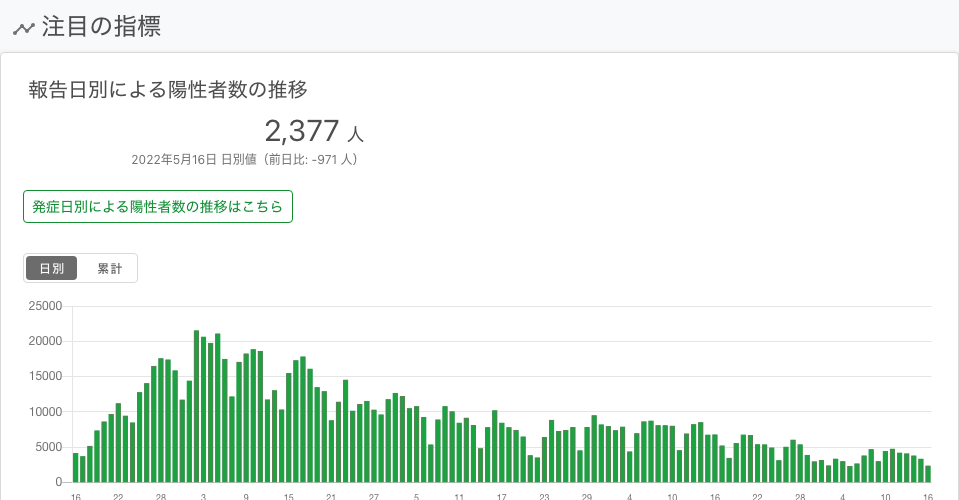 注目の指標
報告日別による陽性者数の推移
2,377 人
2022年5月16日 日別値（前日比: -971 人）
発症日別による陽性者数の推移はこちら
日別 累計
25000
20000
15000
10000
5000
0
16 22 28 3 9 15 21 27 5 11 17 23 29 4 10 16 22 28 4 10 16